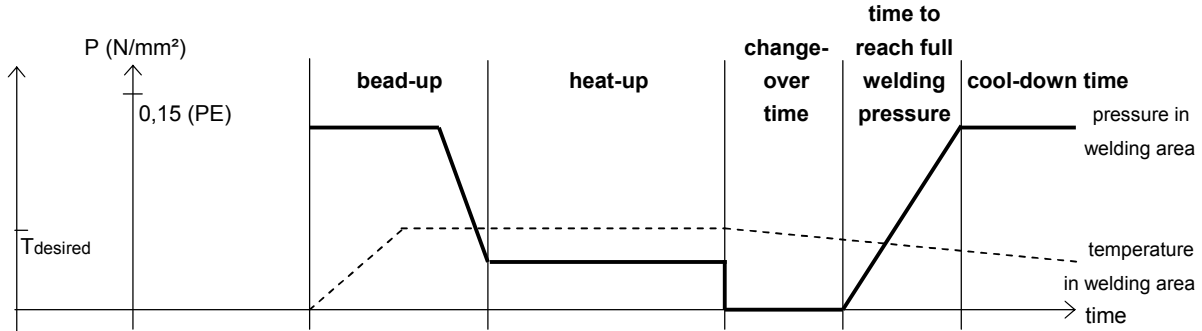 P (N/mm²)
0,15 (PE)
Tdesired
bead-up
heat-up
change-
over
time
time to
reach full
welding
pressure
cool-down time
pressure in
welding area
temperature
in welding area
time